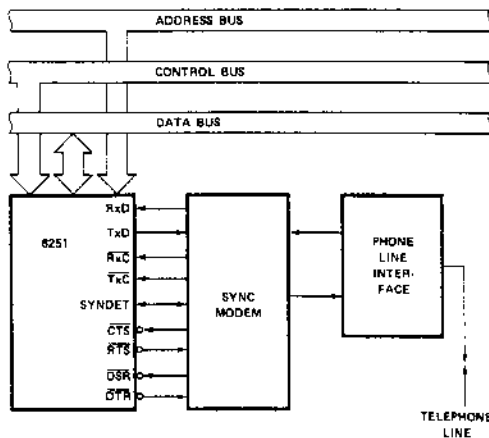 ADDRESS BUS
CONTROL BUS
DATA BUS
8251
RxD
TxD
RxC
TxC
SYNDET
CTS
RTS
DSR
DTR
SYNC
MODEM
PHONE
LINE
INTER-
FACE
TELEPHONE
LINE